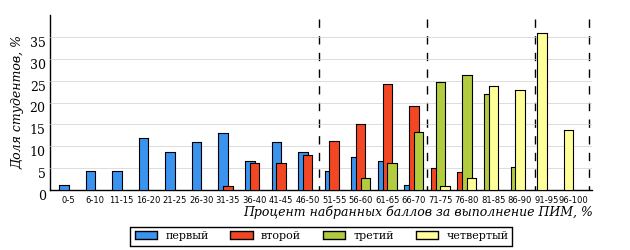 Доля студентов, %
35
30
25
20
15
10
5
0
0-5 6-10 11-15 16-20 21-25 26-30 31-35 36-40 41-45 46-50 51-55 56-60 61-65 66-70 71-75 76-80 81-85 86-90 91-95 96-100
Процент набранных баллов за выполнение ПИМ, %
первый второй третий четвертый